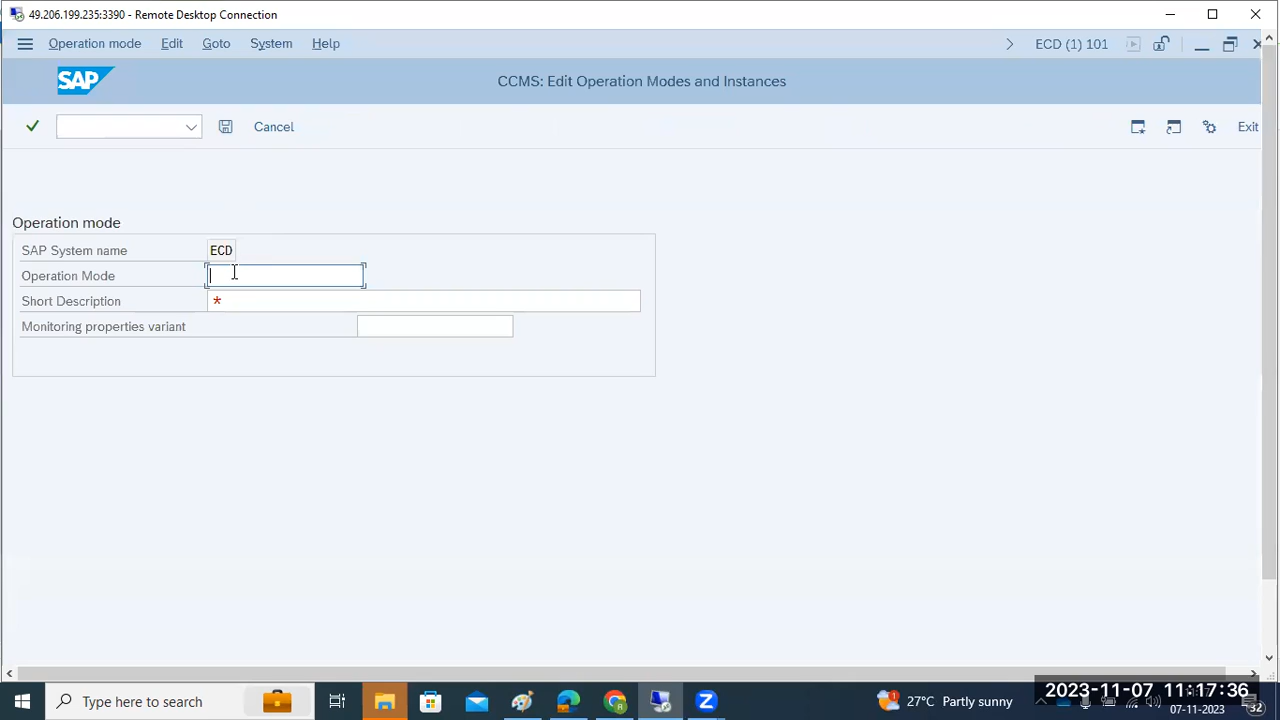 49.206.199.235:3390 - Remote Desktop Connection
Operation mode Edit Goto System Help
ECD (1) 101
SAP
CCMS: Edit Operation Modes and Instances
Cancel
Exit
Operation mode
SAP System name ECD
Operation Mode
Short Description *
Monitoring properties variant
Type here to search
1
27°C Partly sunny
2023-11-07 11:17:36
07-11-2023
32